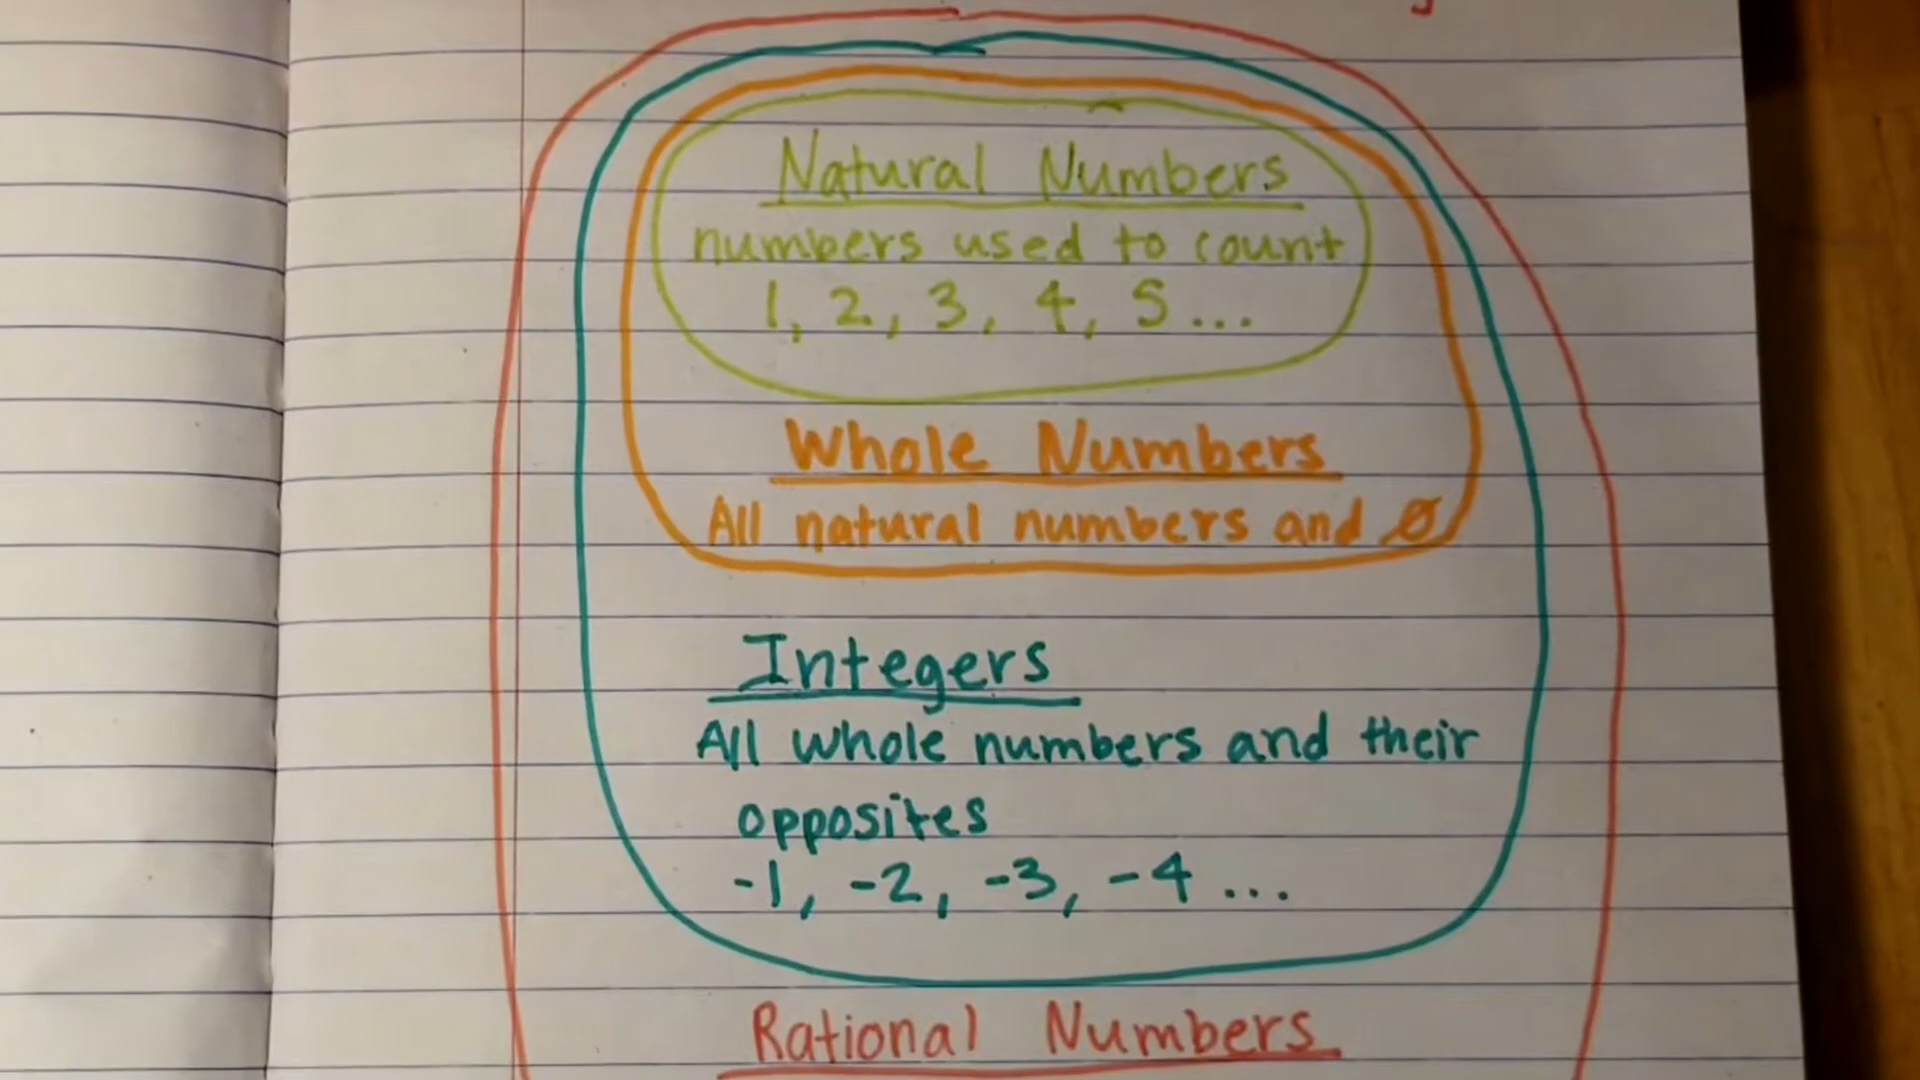 Natural Numbers
numbers used to count
1, 2, 3, 4, 5...
Whole Numbers
All natural numbers and Ø
Integers
All whole numbers and their
opposites
-1, -2, -3, -4...
Rational Numbers